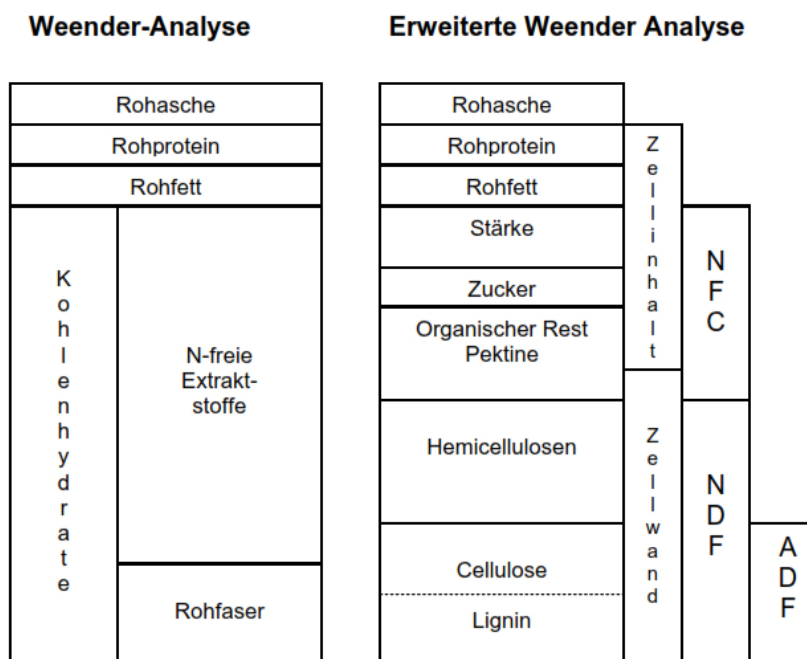 Weender-Analyse
Rohasche
Rohprotein
Rohfett
Kohlenhydrate
N-freie
Extrakt-
stoffe
Rohfaser
Erweiterte Weender Analyse
Rohasche
Rohprotein
Rohfett
Stärke
Zucker
Organischer Rest
Pektine
Hemicellulosen
Cellulose
Lignin
Zellinhalt
Zellwand
NFC
NDF
ADF